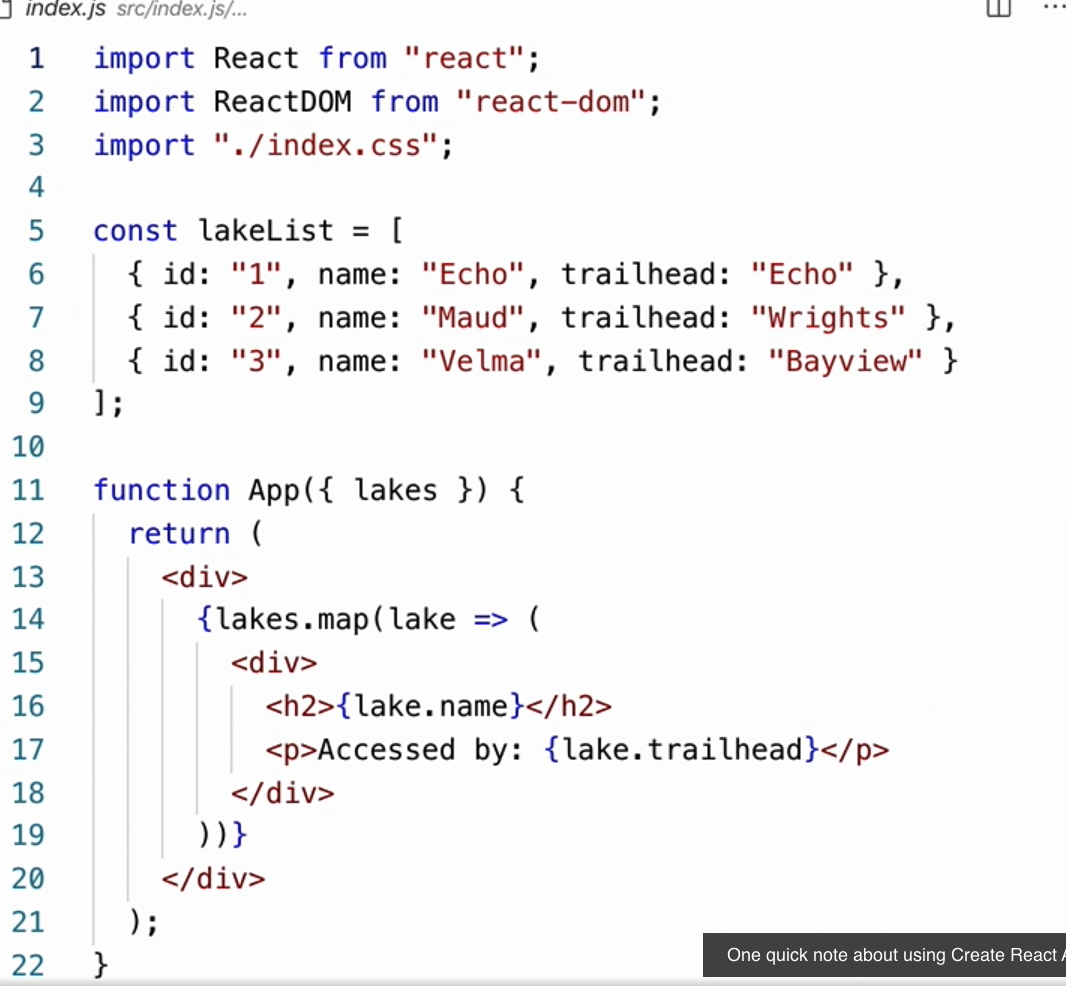 index.js src/index.js/...
1 import React from "react";
2 import ReactDOM from "react-dom";
3 import "./index.css";
4
5 const lakeList = [
6   { id: "1", name: "Echo", trailhead: "Echo" },
7   { id: "2", name: "Maud", trailhead: "Wrights" },
8   { id: "3", name: "Velma", trailhead: "Bayview" }
9 ];
10
11 function App({ lakes }) {
12   return (
13     <div>
14       {lakes.map(lake => (
15         <div>
16           <h2>{lake.name}</h2>
17           <p>Accessed by: {lake.trailhead}</p>
18         </div>
19       ))}
20     </div>
21   );
22 }
One quick note about using Create React A